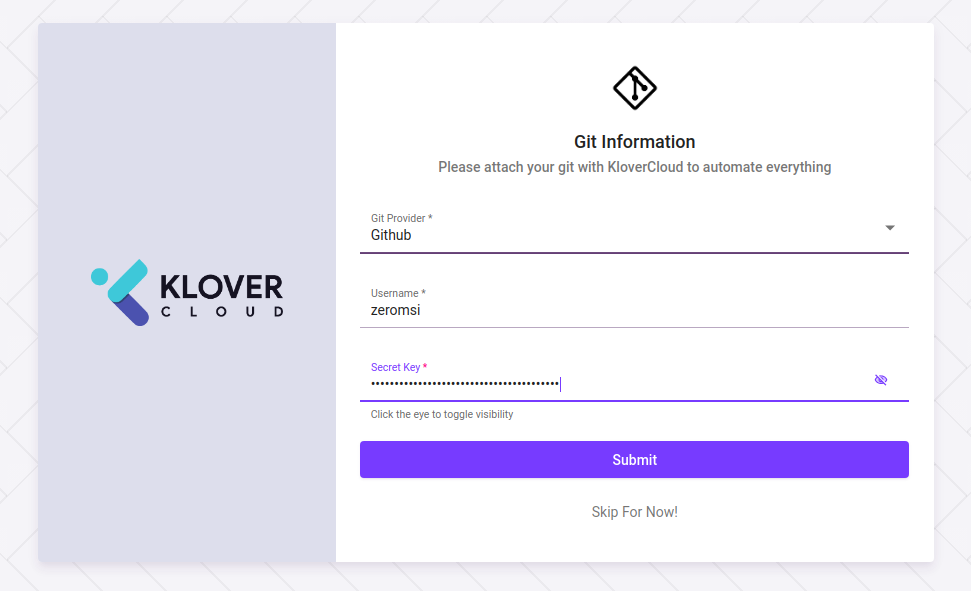 KLOVER
CLOUD
Git Information
Please attach your git with KloverCloud to automate everything
Git Provider *
Github
Username *
zeromsi
Secret Key *
Click the eye to toggle visibility
Submit
Skip For Now!